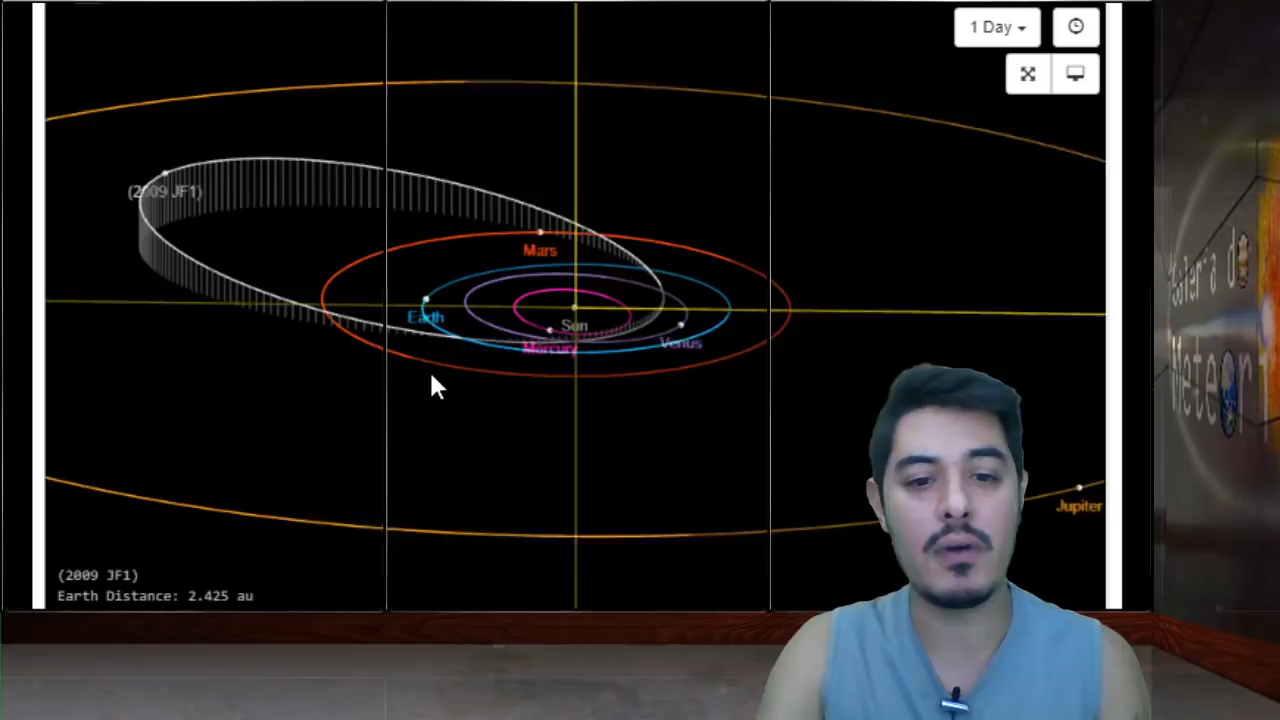 1 Day
(2009 JF1)
Mars
Earth
Sun
Mercury
Venus
Jupiter
(2009 JF1)
Earth Distance: 2.425 au